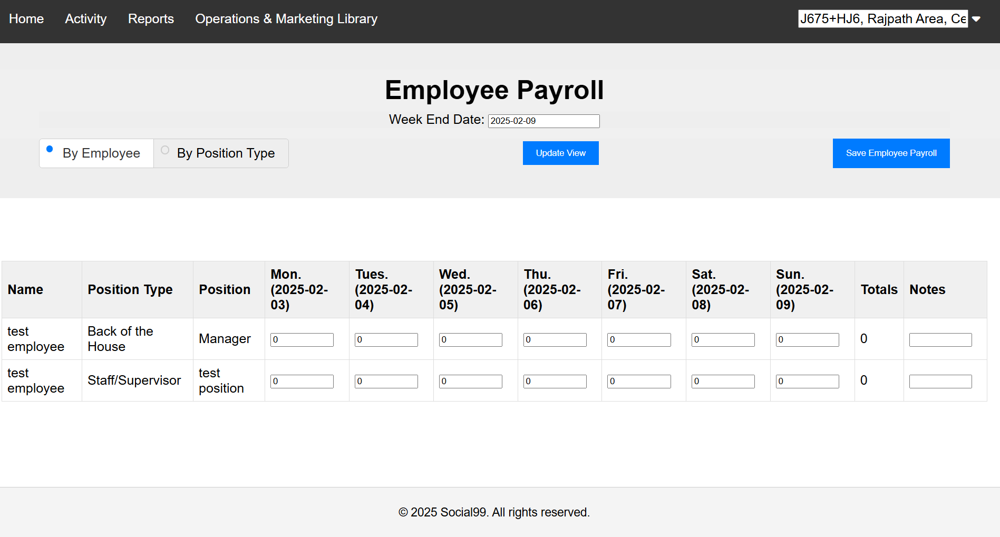 Home Activity Reports Operations & Marketing Library J675+HJ6, Rajpath Area, Ce
Employee Payroll
Week End Date: 2025-02-09
By Employee By Position Type Update View Save Employee Payroll
Name Position Type Position Mon. (2025-02-03) Tues. (2025-02-04) Wed. (2025-02-05) Thu. (2025-02-06) Fri. (2025-02-07) Sat. (2025-02-08) Sun. (2025-02-09) Totals Notes
test employee Back of the House Manager 0 0 0 0 0 0 0 0
test employee Staff/Supervisor test position 0 0 0 0 0 0 0 0
© 2025 Social99. All rights reserved.